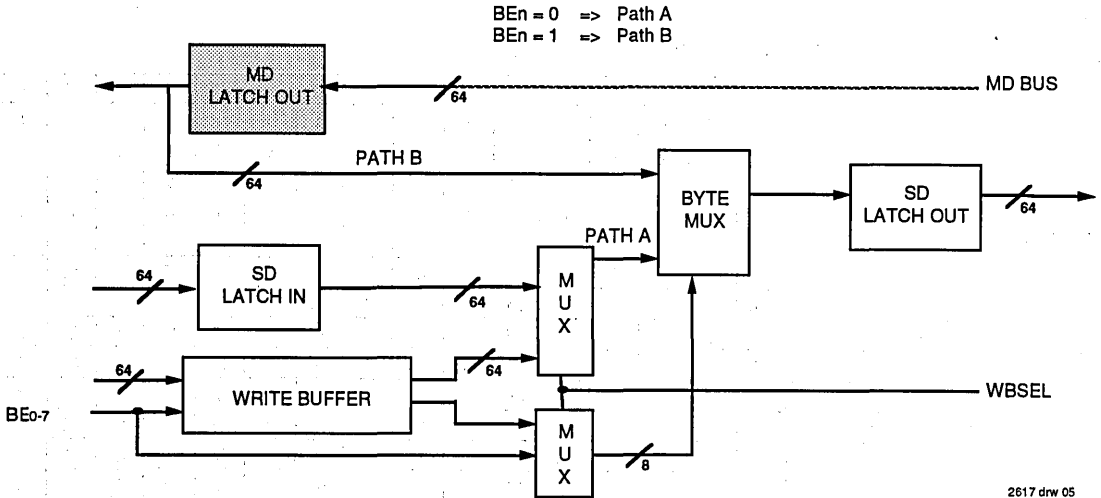 BEn = 0 => Path A
BEn = 1 => Path B
MD
LATCH OUT
64
MD BUS
PATH B
64
BYTE
MUX
SD
LATCH OUT
64
PATH A
64
SD
LATCH IN
64
M
U
X
64
WRITE BUFFER
64
WBSEL
BE0-7
M
U
X
8
2617 drw 05